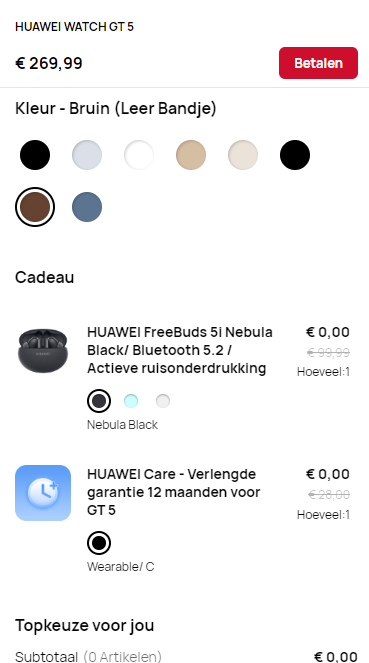 HUAWEI WATCH GT 5
€ 269,99
Betalen
Kleur - Bruin (Leer Bandje)
Cadeau
HUAWEI FreeBuds 5i Nebula
Black/ Bluetooth 5.2 /
Actieve ruisonderdrukking
€ 0,00
€ 99,99
Hoeveel:1
Nebula Black
HUAWEI Care - Verlengde
garantie 12 maanden voor
GT 5
€ 0,00
€ 28,00
Hoeveel:1
Wearable/ C
Topkeuze voor jou
Subtotaal (0 Artikelen)
€ 0,00